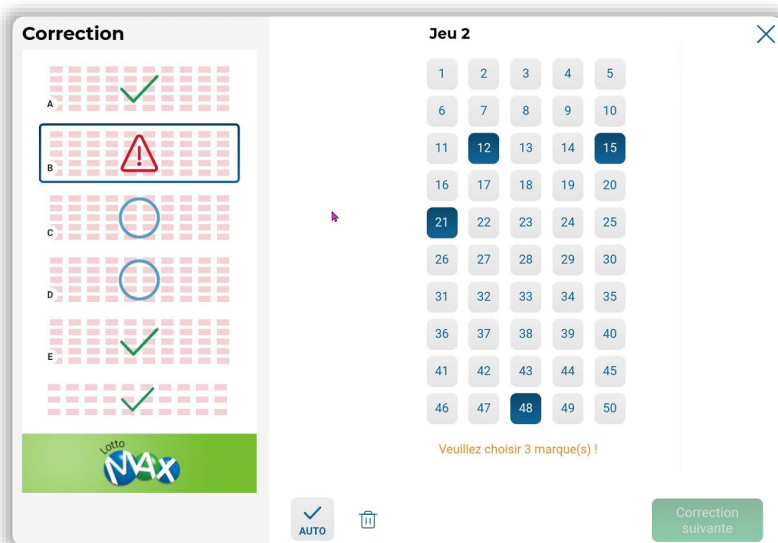 Correction
A
B
C
D
E
Lotto
MAX
Jeu 2
1 2 3 4 5
6 7 8 9 10
11 12 13 14 15
16 17 18 19 20
21 22 23 24 25
26 27 28 29 30
31 32 33 34 35
36 37 38 39 40
41 42 43 44 45
46 47 48 49 50
Veuillez choisir 3 marque(s) !
AUTO
Correction
suivante